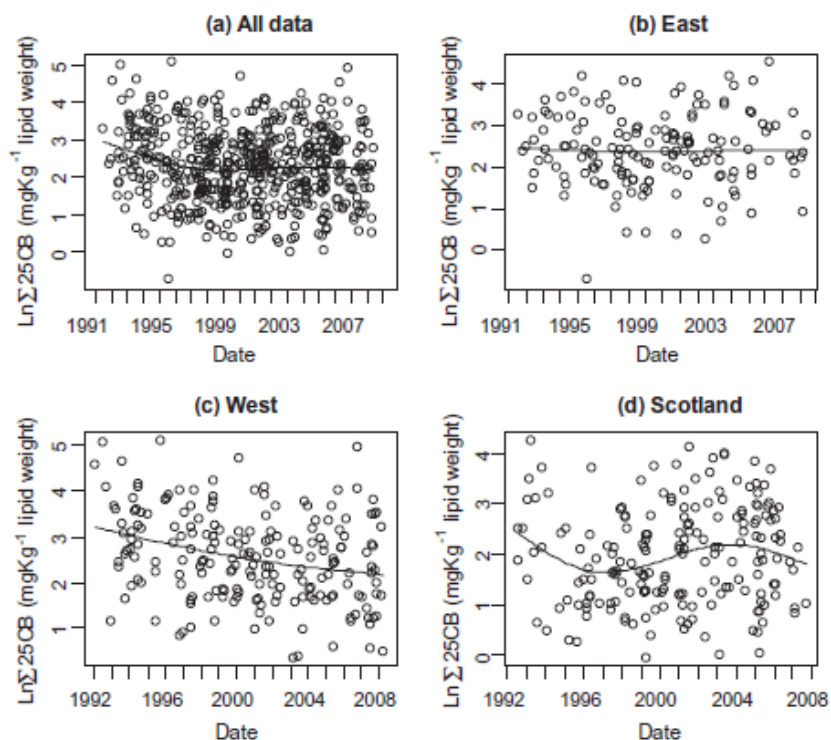 (a) All data
LnΣ25CB (mgKg⁻¹ lipid weight)
5
4
3
2
1
0
1991 1995 1999 2003 2007
Date
(b) East
LnΣ25CB (mgKg⁻¹ lipid weight)
4
3
2
1
0
1991 1995 1999 2003 2007
Date
(c) West
LnΣ25CB (mgKg⁻¹ lipid weight)
5
4
3
2
1
1992 1996 2000 2004 2008
Date
(d) Scotland
LnΣ25CB (mgKg⁻¹ lipid weight)
4
3
2
1
0
1992 1996 2000 2004 2008
Date